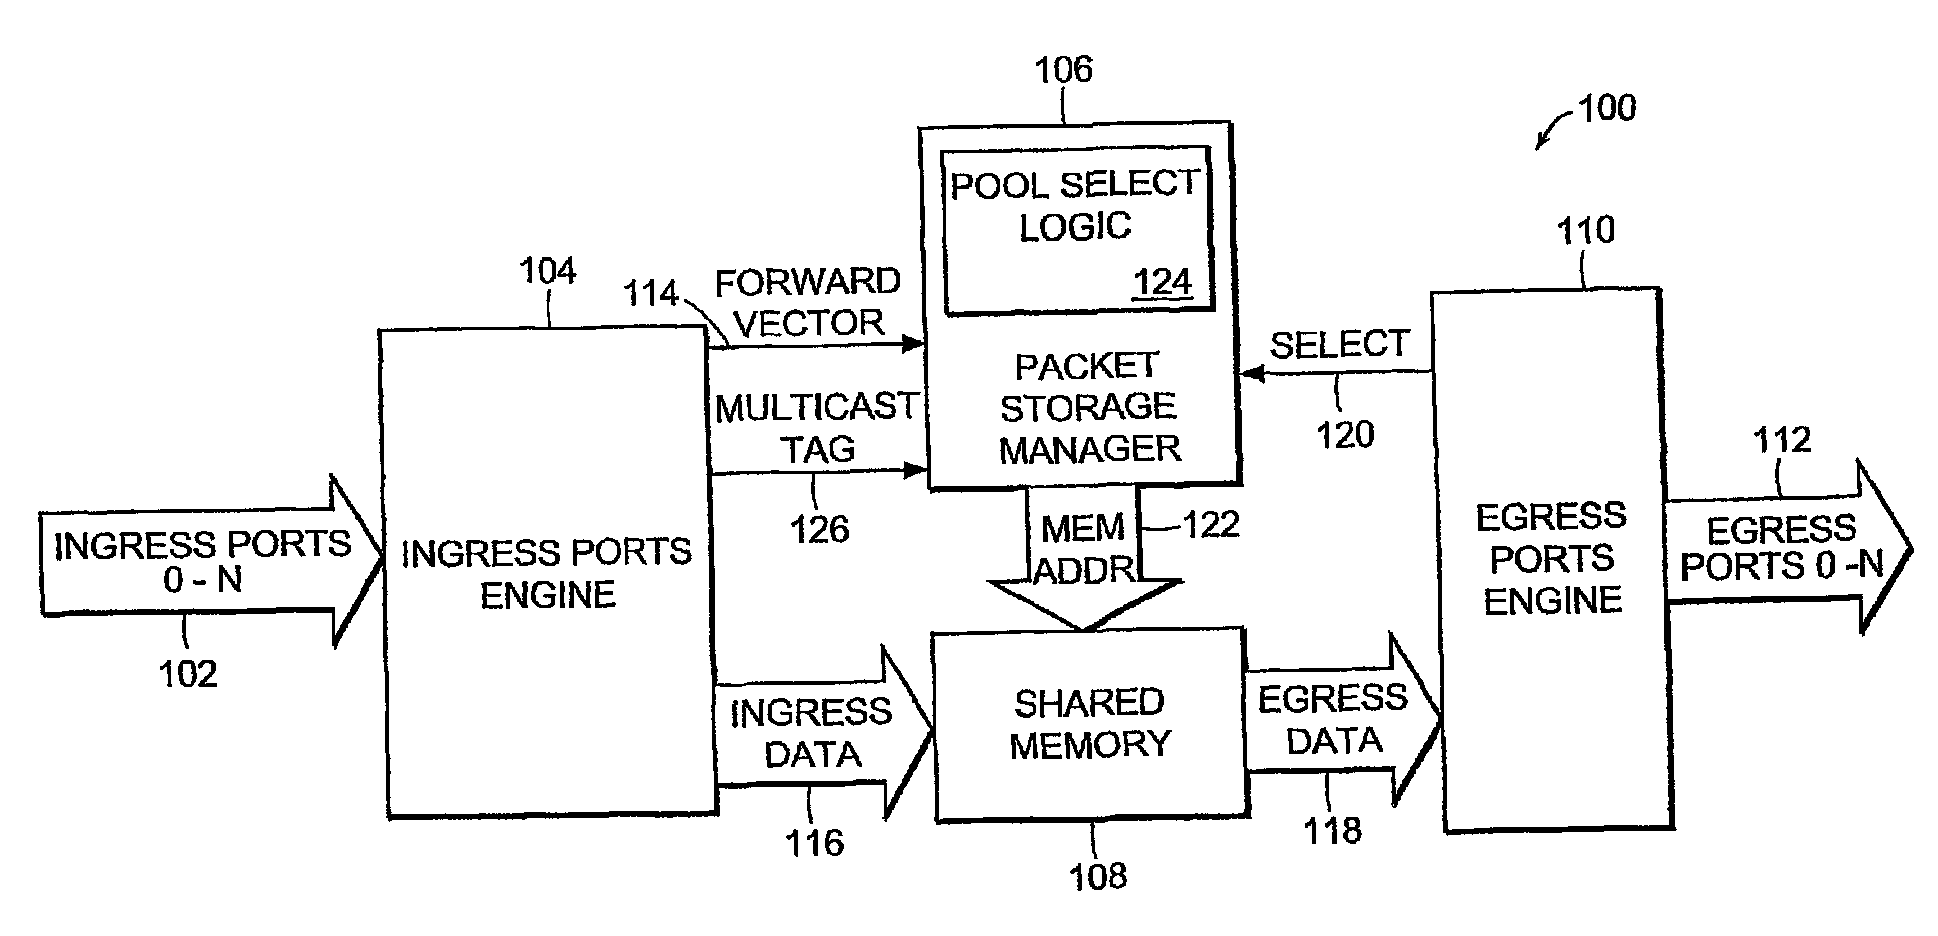 106
100
POOL SELECT
LOGIC
124
110
104
114
FORWARD
VECTOR
SELECT
120
PACKET
STORAGE
MANAGER
MULTICAST
TAG
126
112
INGRESS PORTS
0 - N
102
INGRESS PORTS
ENGINE
MEM
ADDR
122
EGRESS
PORTS
ENGINE
EGRESS
PORTS 0 -N
INGRESS
DATA
116
SHARED
MEMORY
108
EGRESS
DATA
118